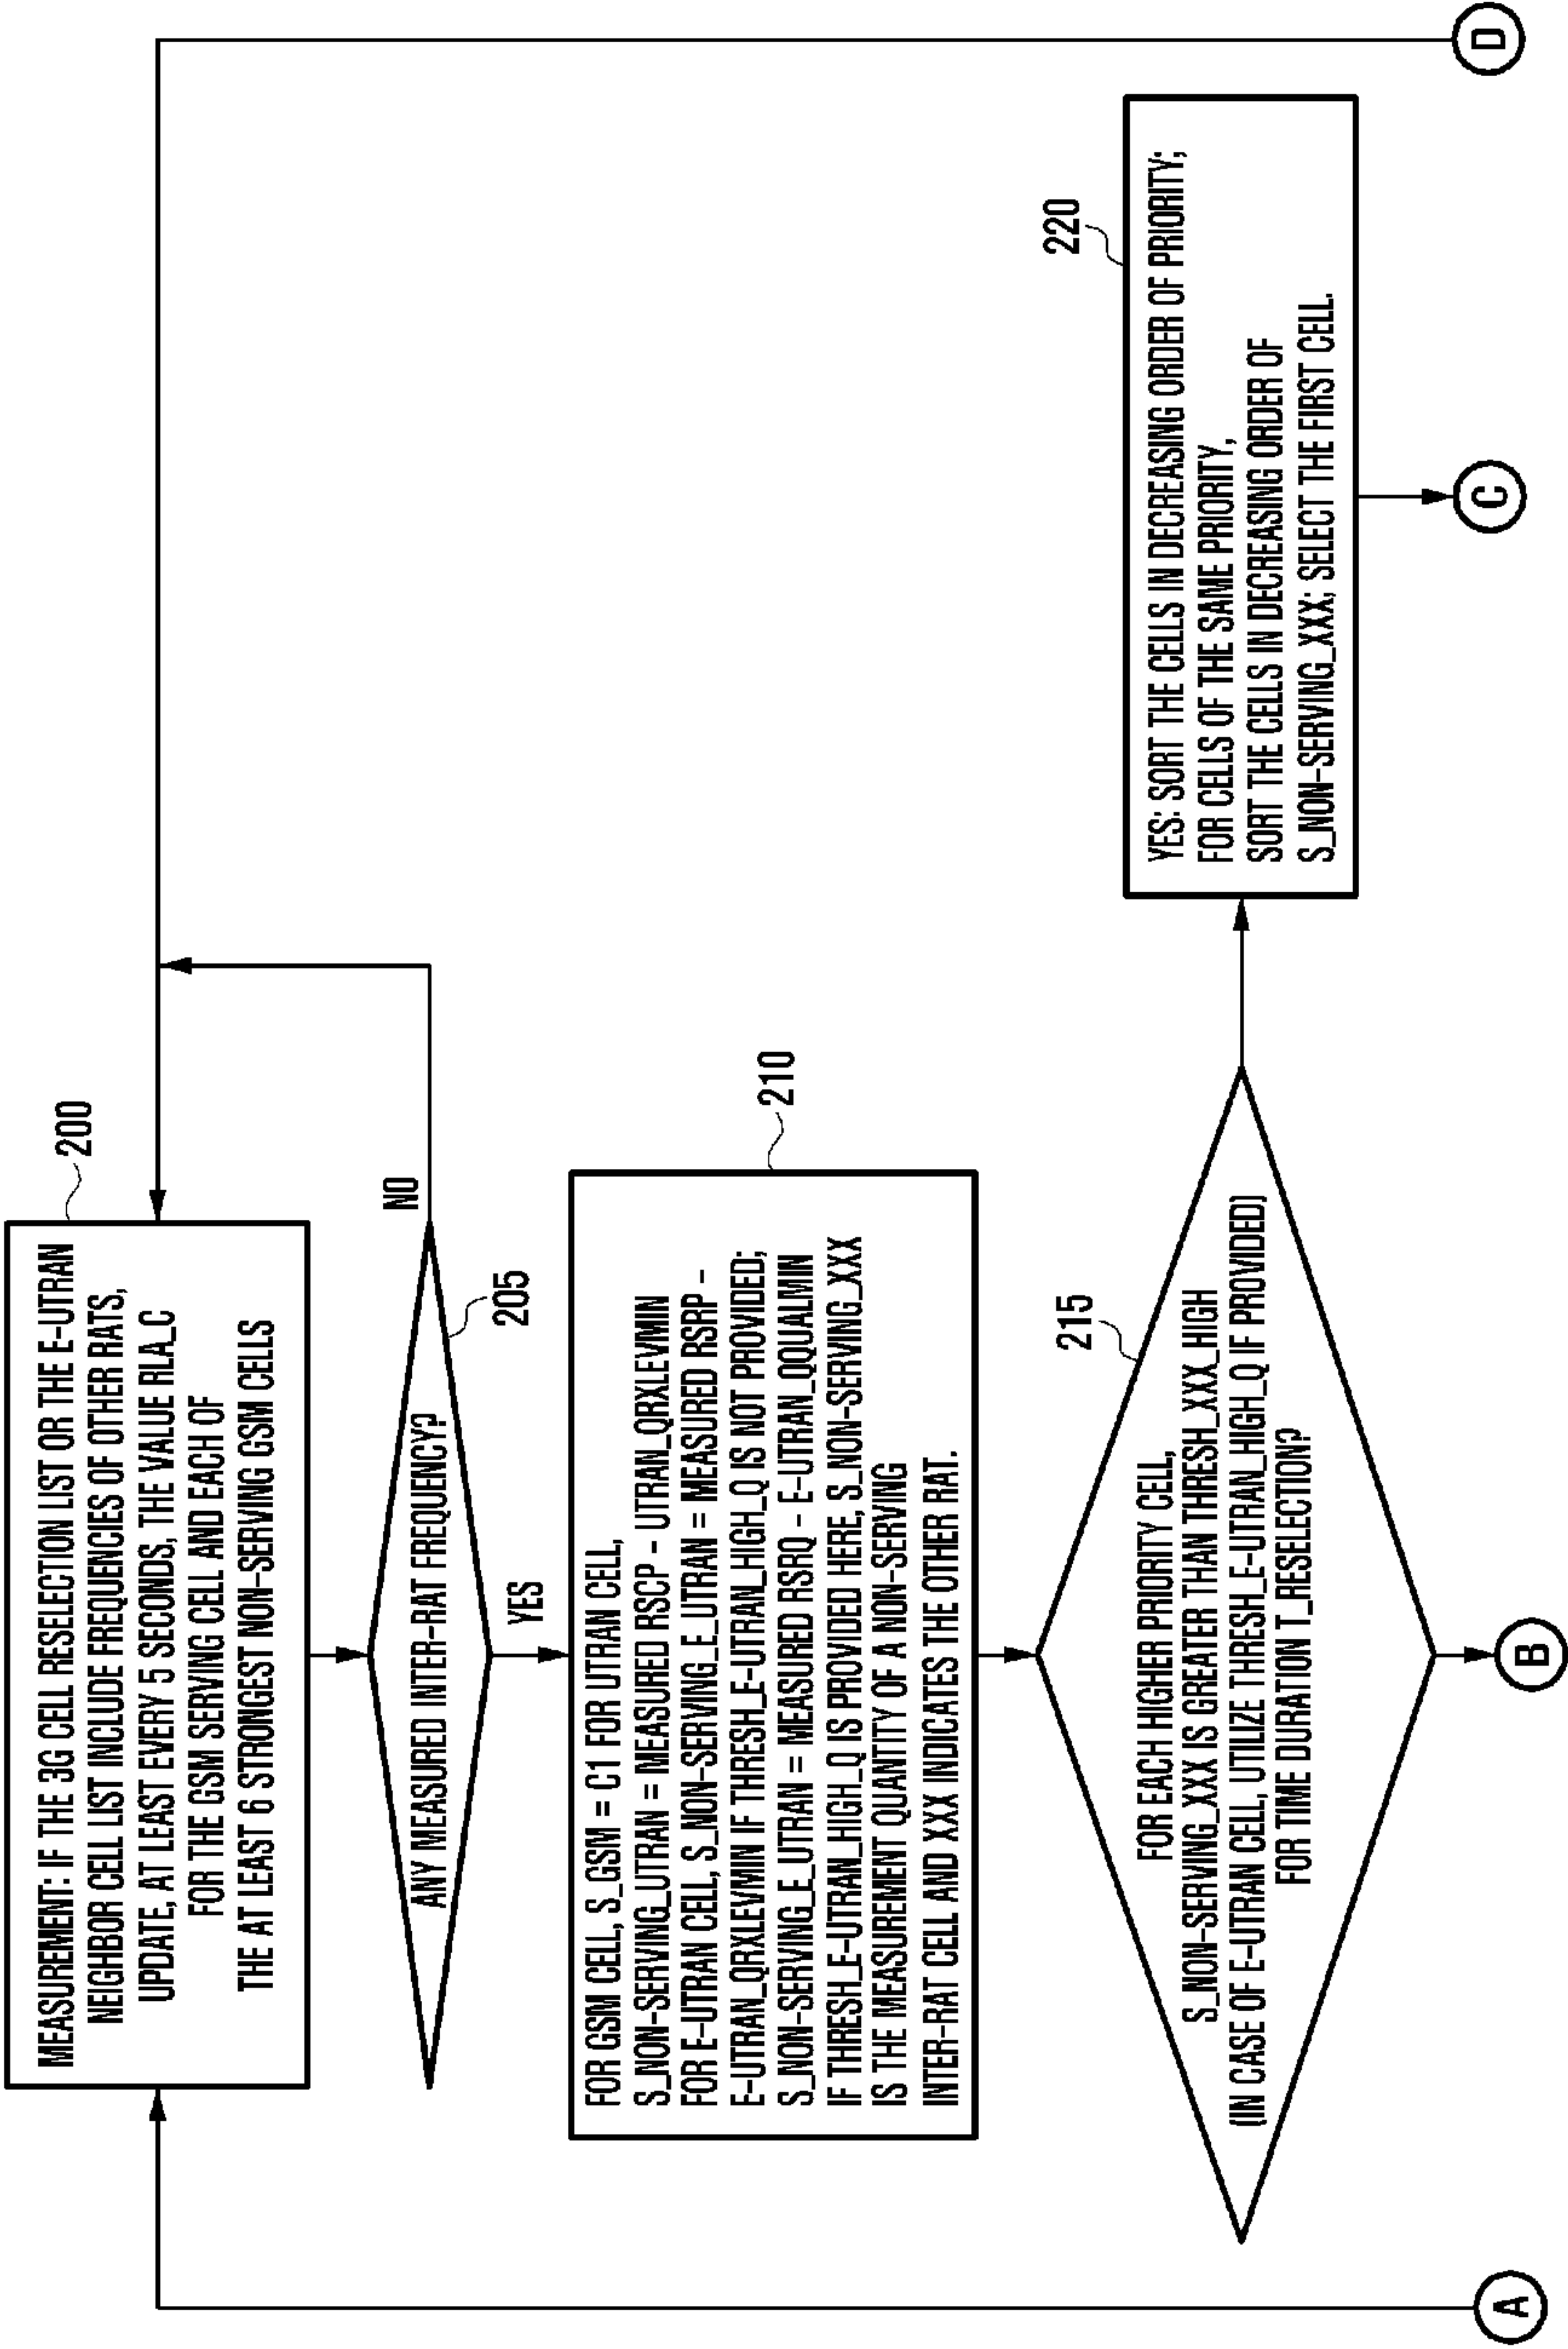 200
MEASUREMENT: IF THE 3G CELL RESELECTION LIST OR THE E-UTRAN
NEIGHBOR CELL LIST INCLUDE FREQUENCIES OF OTHER RATS,
UPDATE, AT LEAST EVERY 5 SECONDS, THE VALUE RLA_C
FOR THE GSM SERVING CELL AND EACH OF
THE AT LEAST 6 STRONGEST NON-SERVING GSM CELLS
NO
ANY MEASURED INTER-RAT FREQUENCY?
205
YES
210
FOR GSM CELL, S_GSM = C1 FOR UTRAN CELL,
S_NON-SERVING_UTRAN = MEASURED RSCP - UTRAN_QRXLEVMIN
FOR E-UTRAN CELL, S_NON-SERVING_E_UTRAN = MEASURED RSRP -
E-UTRAN_QRXLEVMIN IF THRESH_E-UTRAN_HIGH_Q IS NOT PROVIDED;
S_NON-SERVING_E_UTRAN = MEASURED RSRQ - E-UTRAN_QQUALMIN
IF THRESH_E-UTRAN_HIGH_Q IS PROVIDED HERE, S_NON-SERVING_XXX
IS THE MEASUREMENT QUANTITY OF A NON-SERVING
INTER-RAT CELL AND XXX INDICATES THE OTHER RAT.
215
FOR EACH HIGHER PRIORITY CELL,
S_NON-SERVING_XXX IS GREATER THAN THRESH_XXX_HIGH
(IN CASE OF E-UTRAN CELL, UTILIZE THRESH_E-UTRAN_HIGH_Q IF PROVIDED)
FOR TIME DURATION T_RESELECTION?
220
YES: SORT THE CELLS IN DECREASING ORDER OF PRIORITY;
FOR CELLS OF THE SAME PRIORITY,
SORT THE CELLS IN DECREASING ORDER OF
S_NON-SERVING_XXX; SELECT THE FIRST CELL.
A
B
C
D